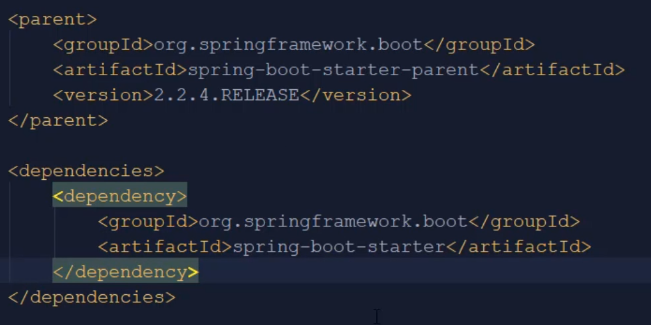 <parent>
<groupId>org.springframework.boot</groupId>
<artifactId>spring-boot-starter-parent</artifactId>
<version>2.2.4.RELEASE</version>
</parent>
<dependencies>
<dependency>
<groupId>org.springframework.boot</groupId>
<artifactId>spring-boot-starter</artifactId>
</dependency>
</dependencies>